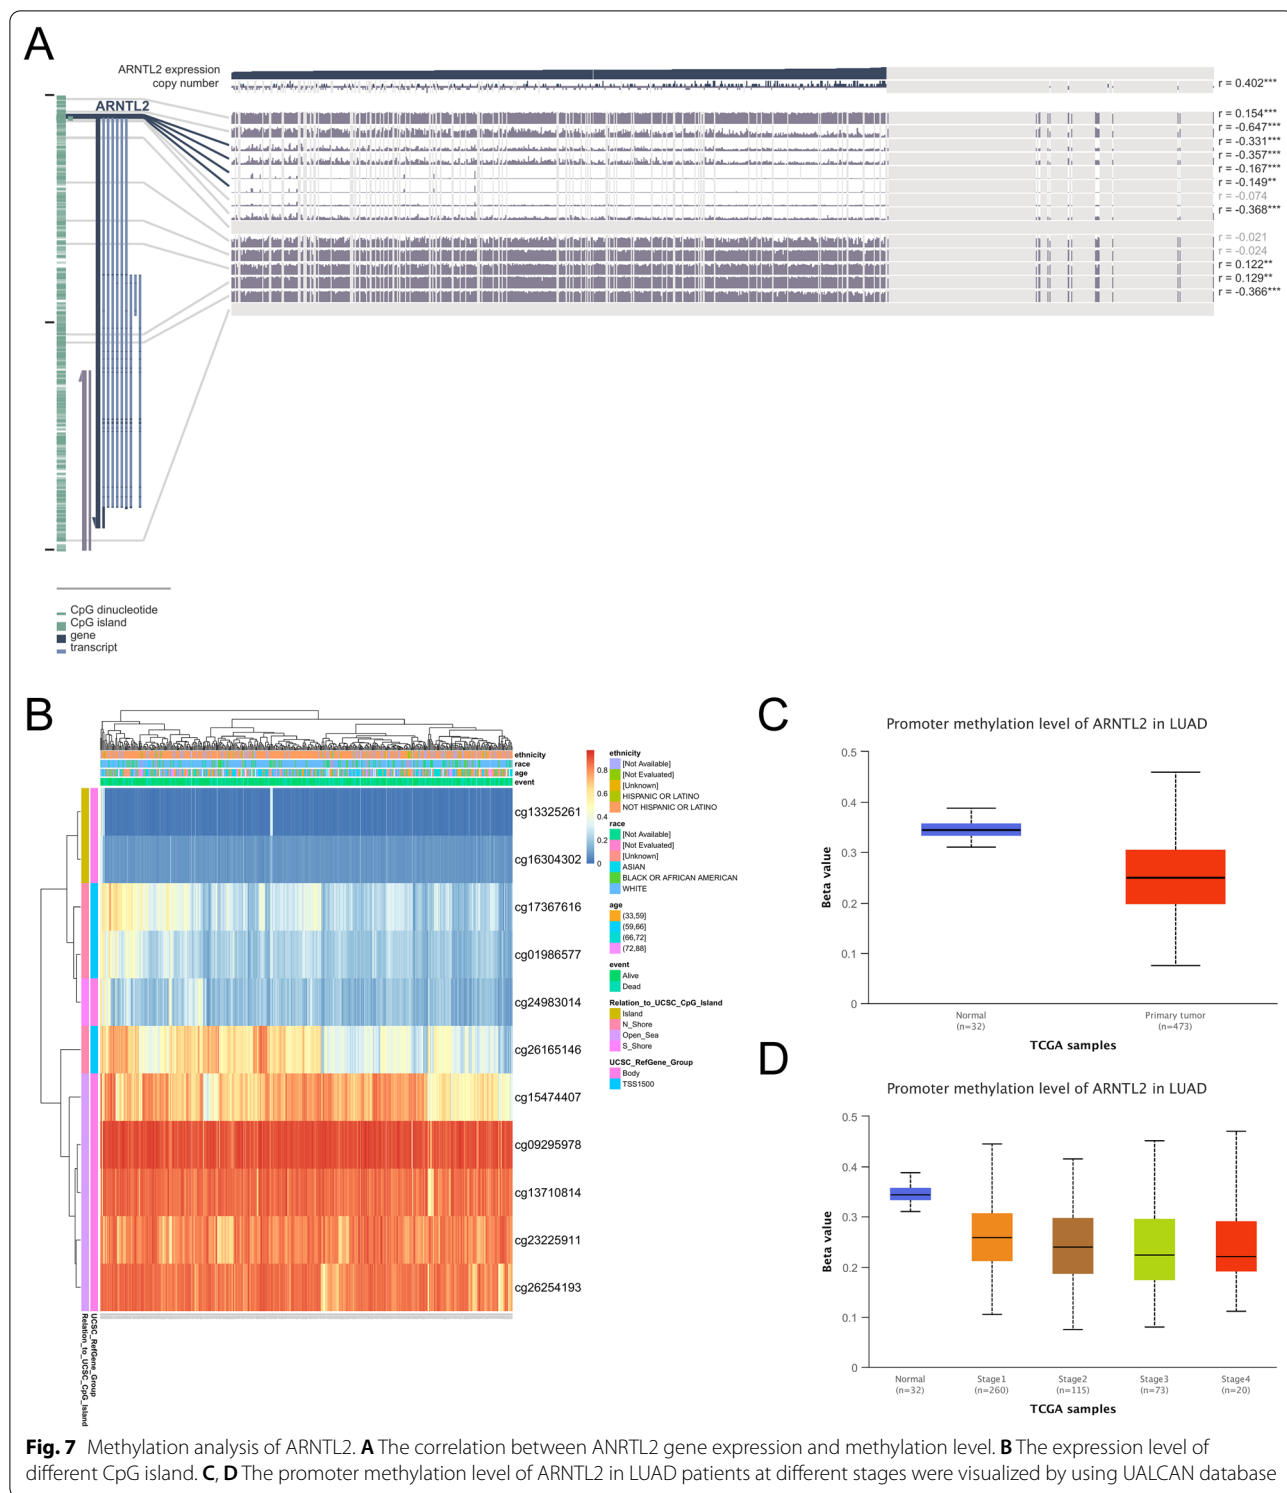 A
ARNTL2 expression
copy number
r = 0.402***
ARNTL2
r = 0.154***
r = -0.647***
r = -0.331***
r = -0.357***
r = -0.167***
r = -0.149**
r = -0.074
r = -0.368***
r = -0.021
r = -0.024
r = 0.122**
r = 0.129**
r = -0.366***
CpG dinucleotide
CpG island
gene
transcript
B
ethnicity
race
age
event
cg13325261
cg16304302
cg17367616
cg01986577
cg24983014
cg26165146
cg15474407
cg09295978
cg13710814
cg23225911
cg26254193
UCSC_RefGene_Group
Relation_to_UCSC_CpG_Island
0.8
0.6
0.4
0.2
0
ethnicity
[Not Available]
[Not Evaluated]
[Unknown]
HISPANIC OR LATINO
NOT HISPANIC OR LATINO
race
[Not Available]
[Not Evaluated]
[Unknown]
ASIAN
BLACK OR AFRICAN AMERICAN
WHITE
age
(33,59]
(59,66]
(66,72]
(72,88]
event
Alive
Dead
Relation_to_UCSC_CpG_Island
Island
N_Shore
Open_Sea
S_Shore
UCSC_RefGene_Group
Body
TSS1500
C
Promoter methylation level of ARNTL2 in LUAD
Beta value
0.5
0.4
0.3
0.2
0.1
0
Normal
(n=32)
Primary tumor
(n=473)
TCGA samples
D
Promoter methylation level of ARNTL2 in LUAD
Beta value
0.5
0.4
0.3
0.2
0.1
0
Normal
(n=32)
Stage1
(n=260)
Stage2
(n=115)
Stage3
(n=73)
Stage4
(n=20)
TCGA samples
Fig. 7 Methylation analysis of ARNTL2. A The correlation between ANRTL2 gene expression and methylation level. B The expression level of
different CpG island. C, D The promoter methylation level of ARNTL2 in LUAD patients at different stages were visualized by using UALCAN database